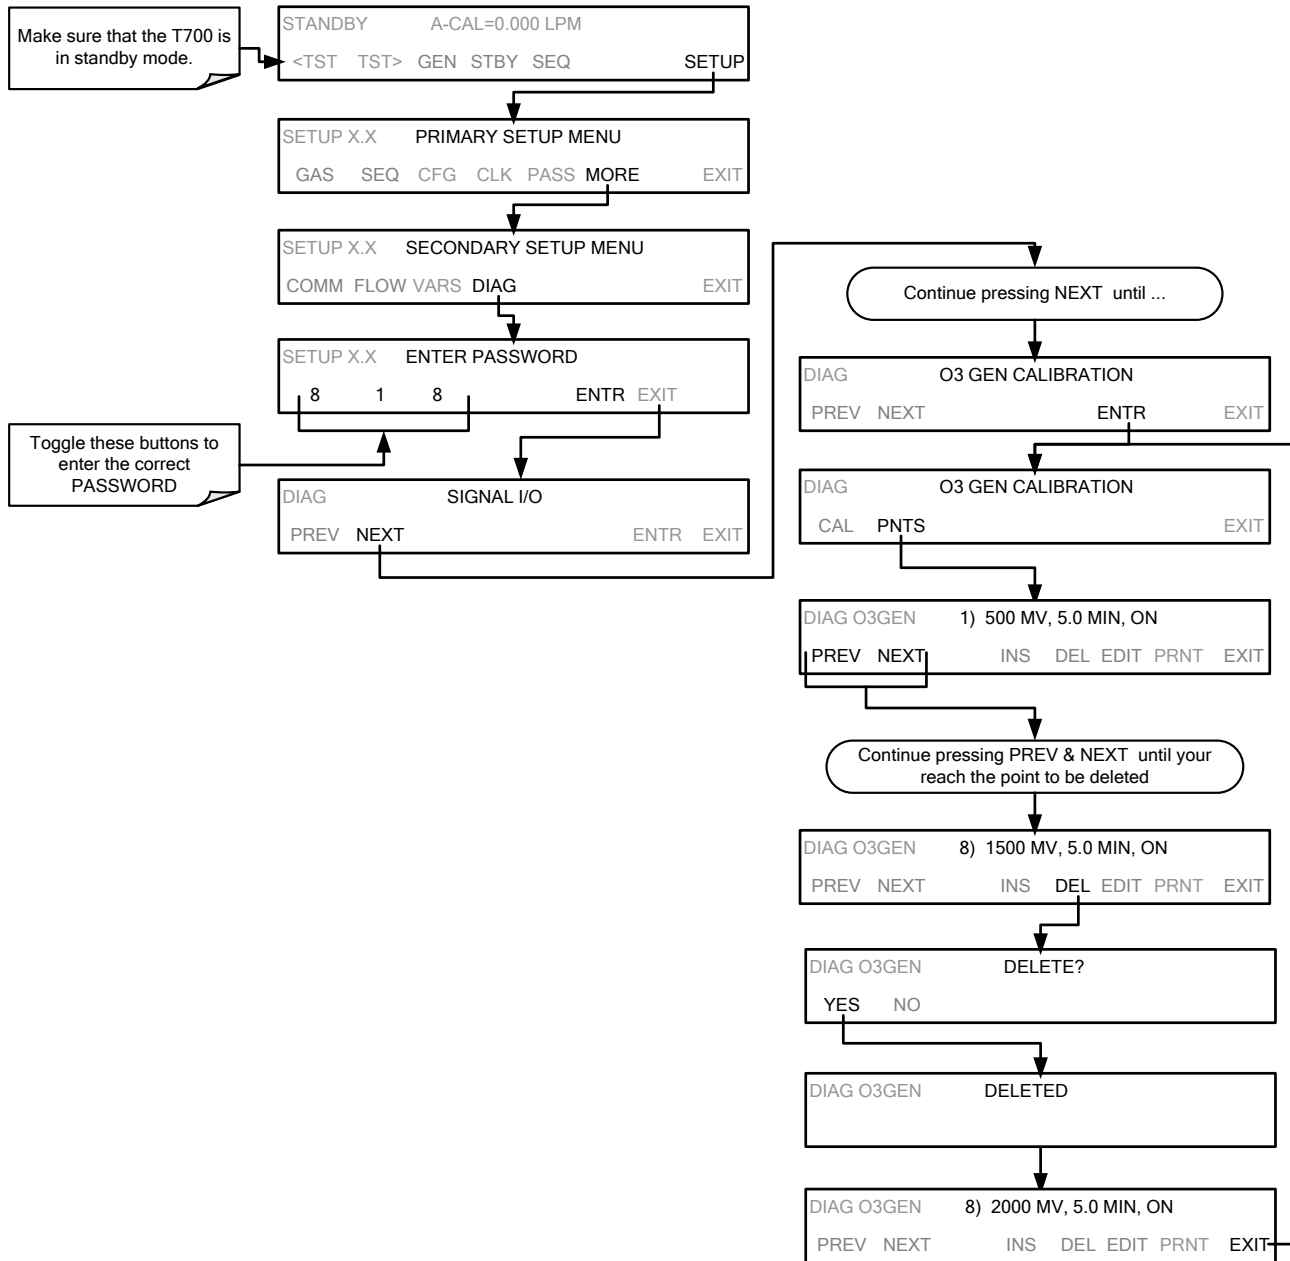 Make sure that the T700 is
in standby mode.
STANDBY A-CAL=0.000 LPM
<TST TST> GEN STBY SEQ SETUP
SETUP X.X PRIMARY SETUP MENU
GAS SEQ CFG CLK PASS MORE EXIT
SETUP X.X SECONDARY SETUP MENU
COMM FLOW VARS DIAG EXIT
SETUP X.X ENTER PASSWORD
8 1 8 ENTR EXIT
Toggle these buttons to
enter the correct
PASSWORD
DIAG SIGNAL I/O
PREV NEXT ENTR EXIT
Continue pressing NEXT until ...
DIAG O3 GEN CALIBRATION
PREV NEXT ENTR EXIT
DIAG O3 GEN CALIBRATION
CAL PNTS EXIT
DIAG O3GEN 1) 500 MV, 5.0 MIN, ON
PREV NEXT INS DEL EDIT PRNT EXIT
Continue pressing PREV & NEXT until your
reach the point to be deleted
DIAG O3GEN 8) 1500 MV, 5.0 MIN, ON
PREV NEXT INS DEL EDIT PRNT EXIT
DIAG O3GEN DELETE?
YES NO
DIAG O3GEN DELETED
DIAG O3GEN 8) 2000 MV, 5.0 MIN, ON
PREV NEXT INS DEL EDIT PRNT EXIT